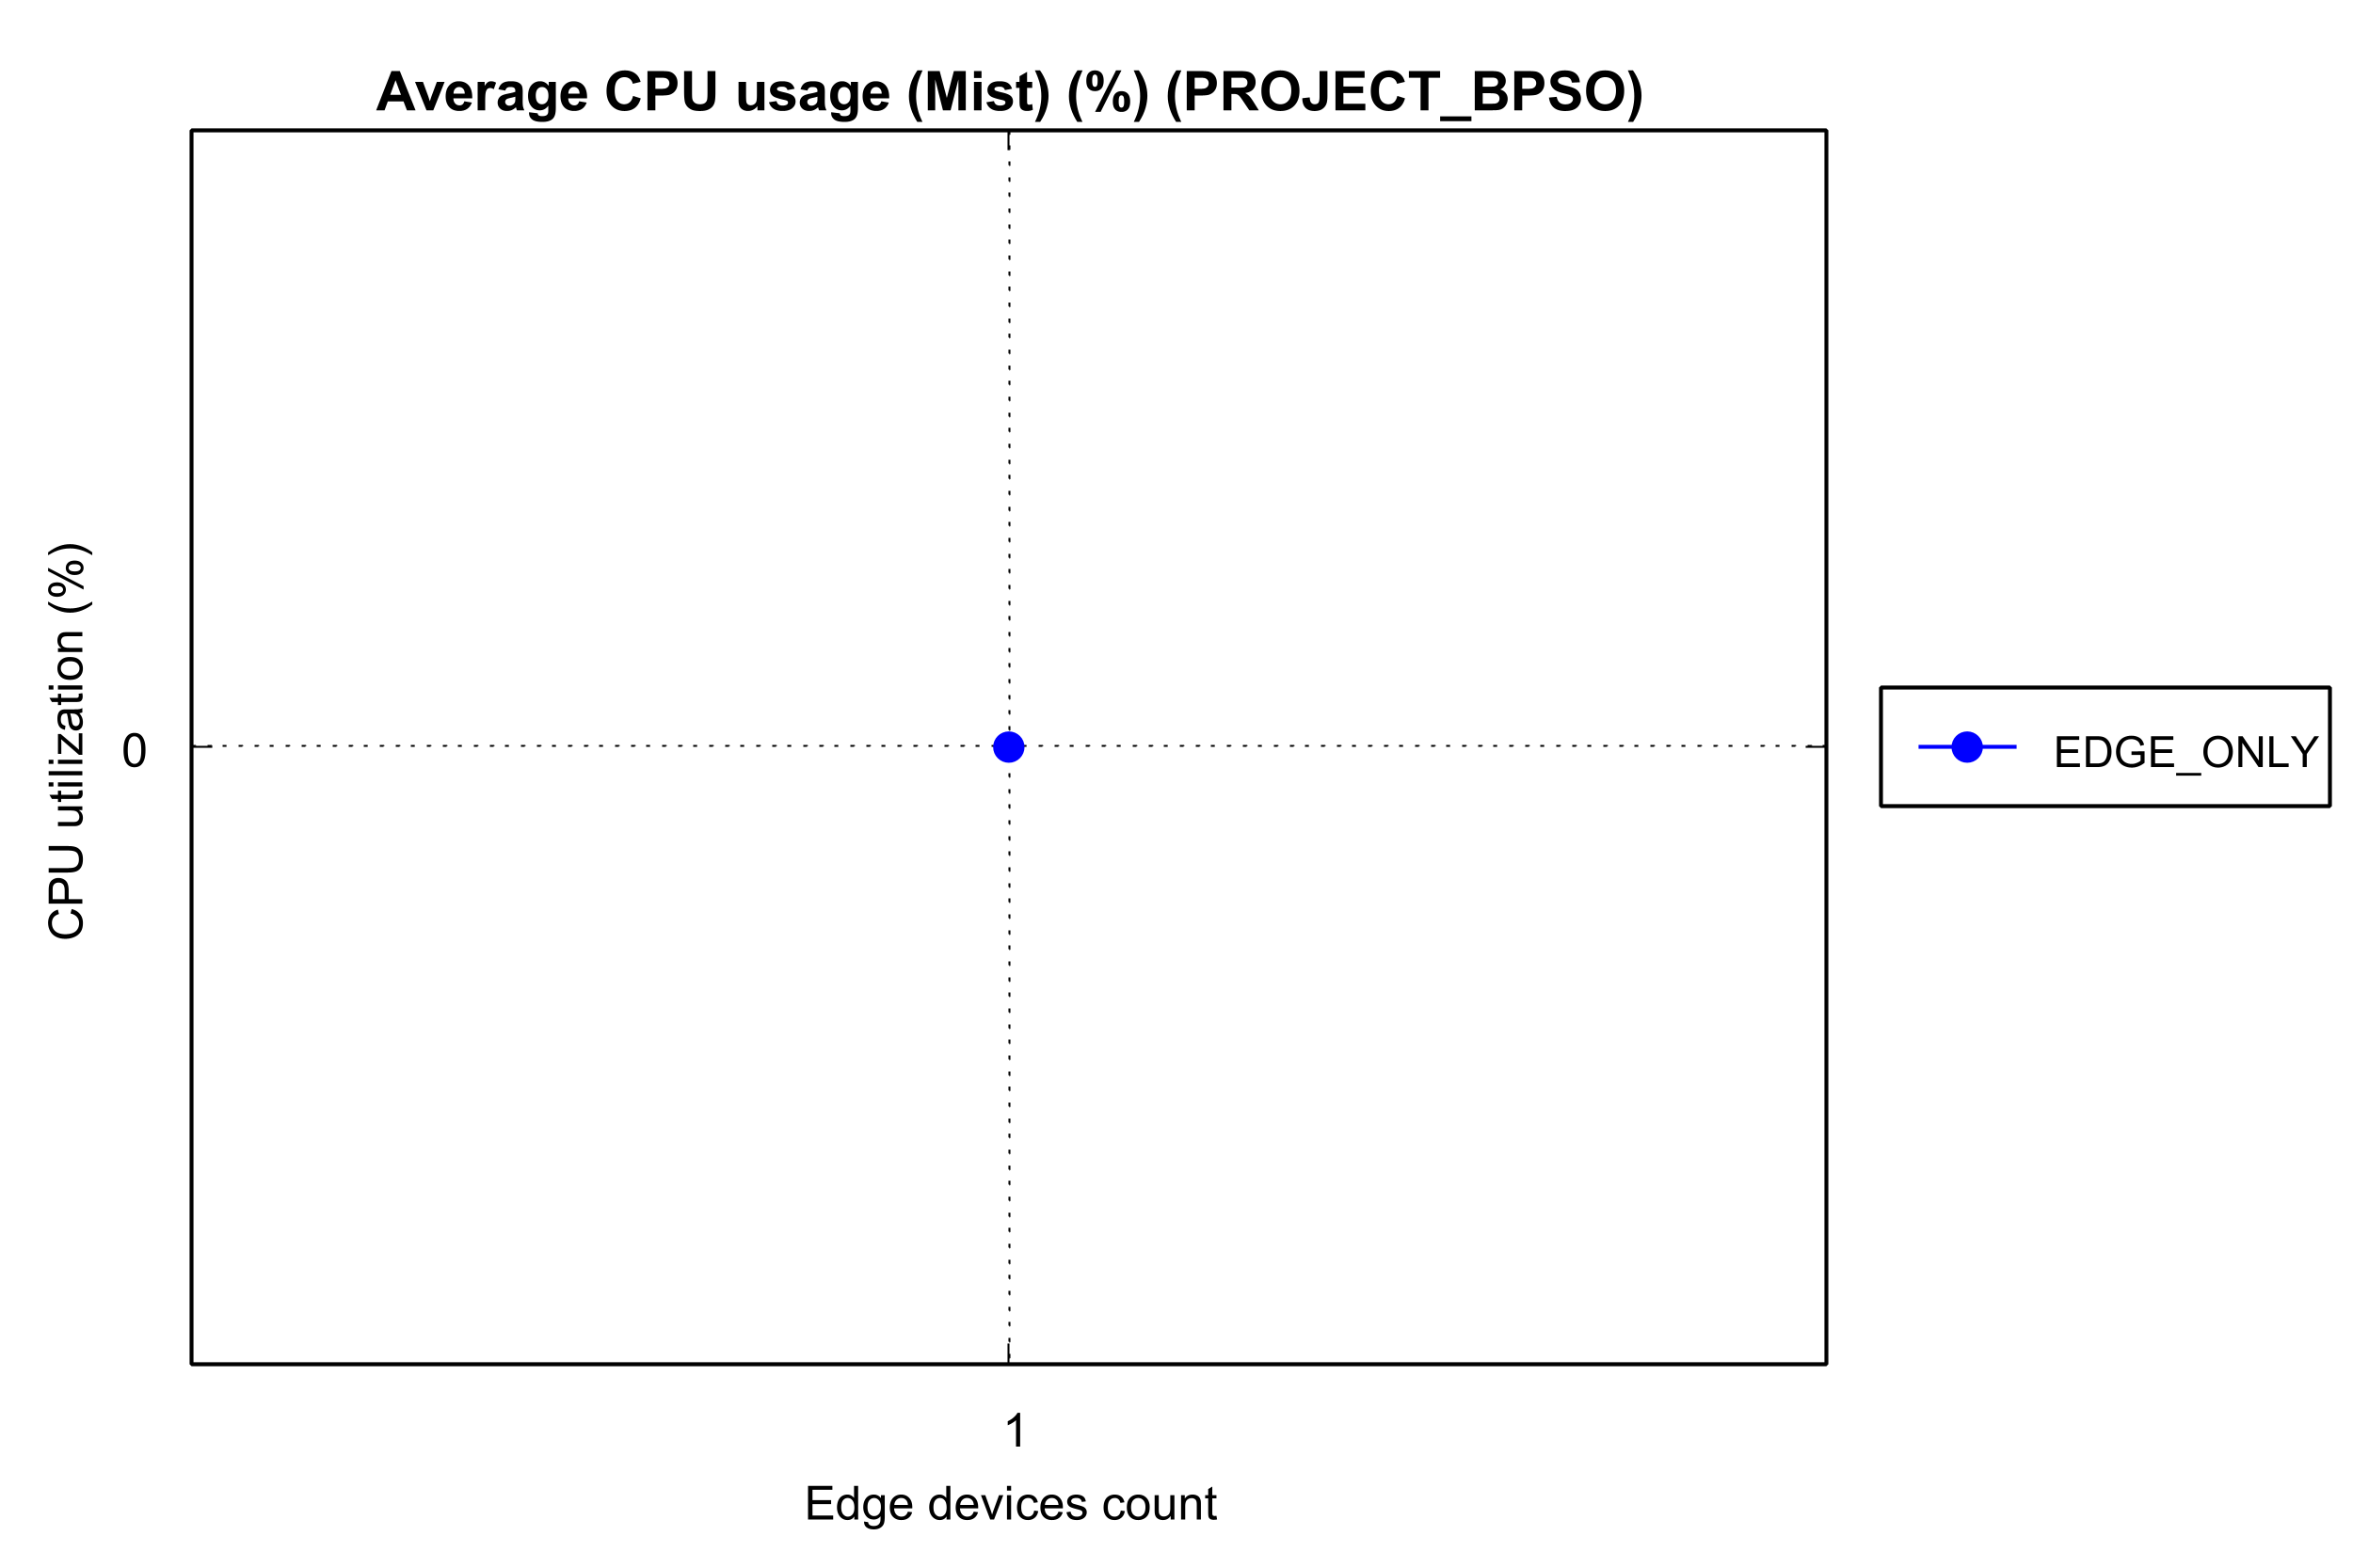 Average CPU usage (Mist) (%) (PROJECT_BPSO)
CPU utilization (%)
0
EDGE_ONLY
1
Edge devices count